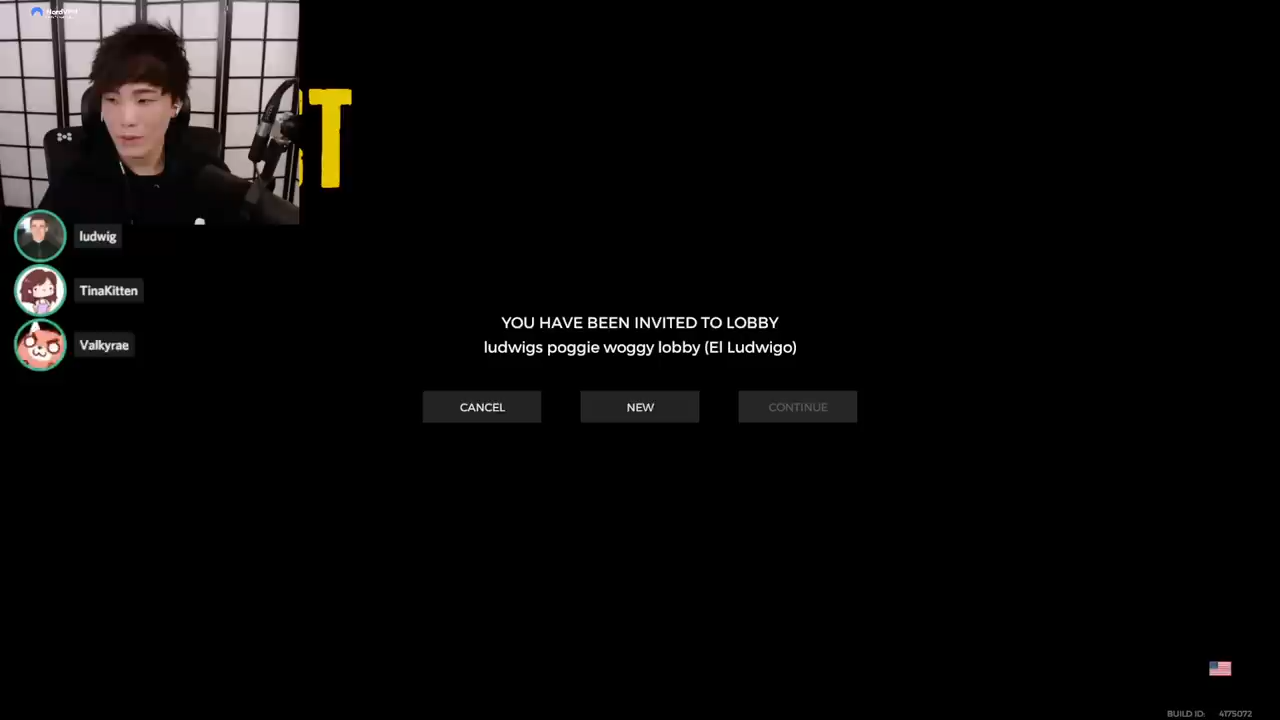 NordVPN
T
ludwig
TinaKitten
Valkyrae
YOU HAVE BEEN INVITED TO LOBBY
ludwigs poggie woggy lobby (El Ludwigo)
CANCEL
NEW
CONTINUE
BUILD ID: 4175072